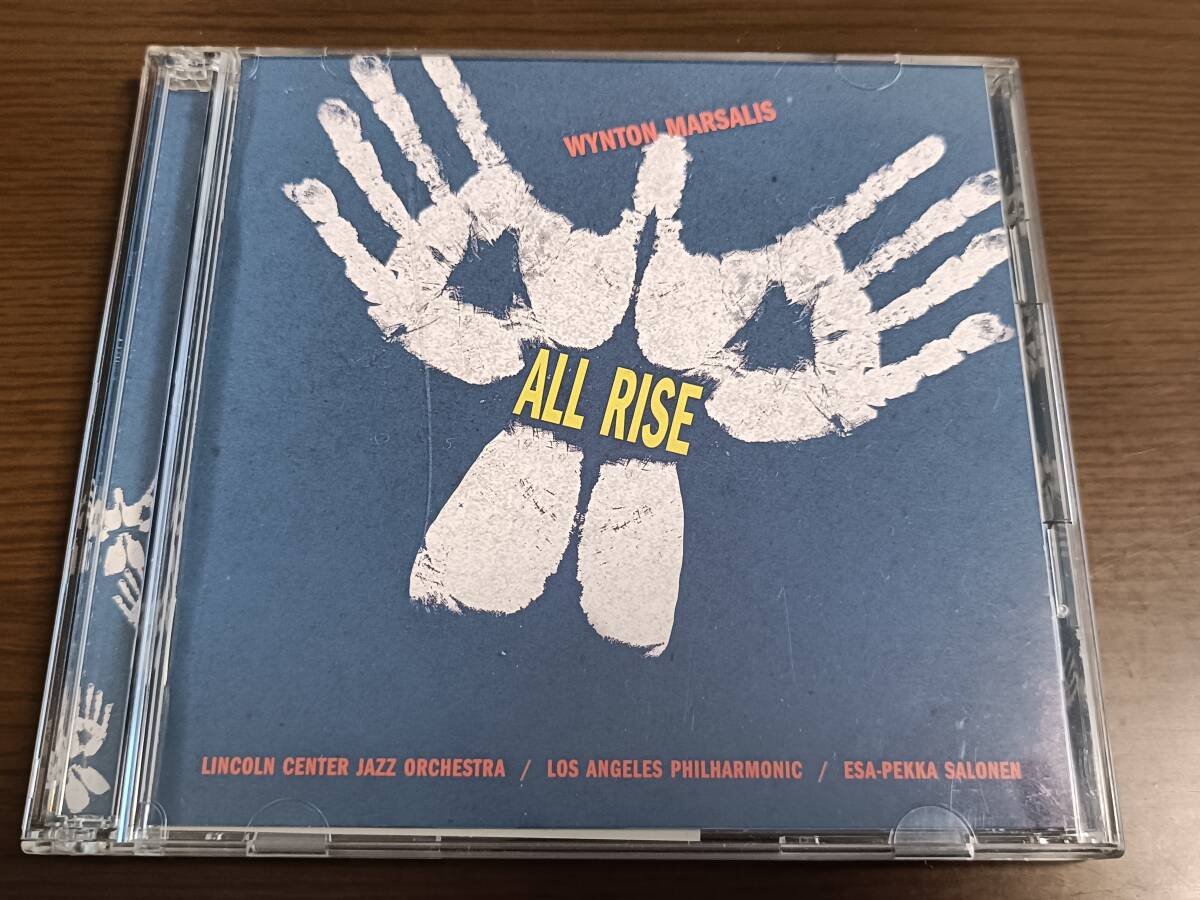 WYNTON MARSALIS
ALL RISE
LINCOLN CENTER JAZZ ORCHESTRA / LOS ANGELES PHILHARMONIC / ESA-PEKKA SALONEN